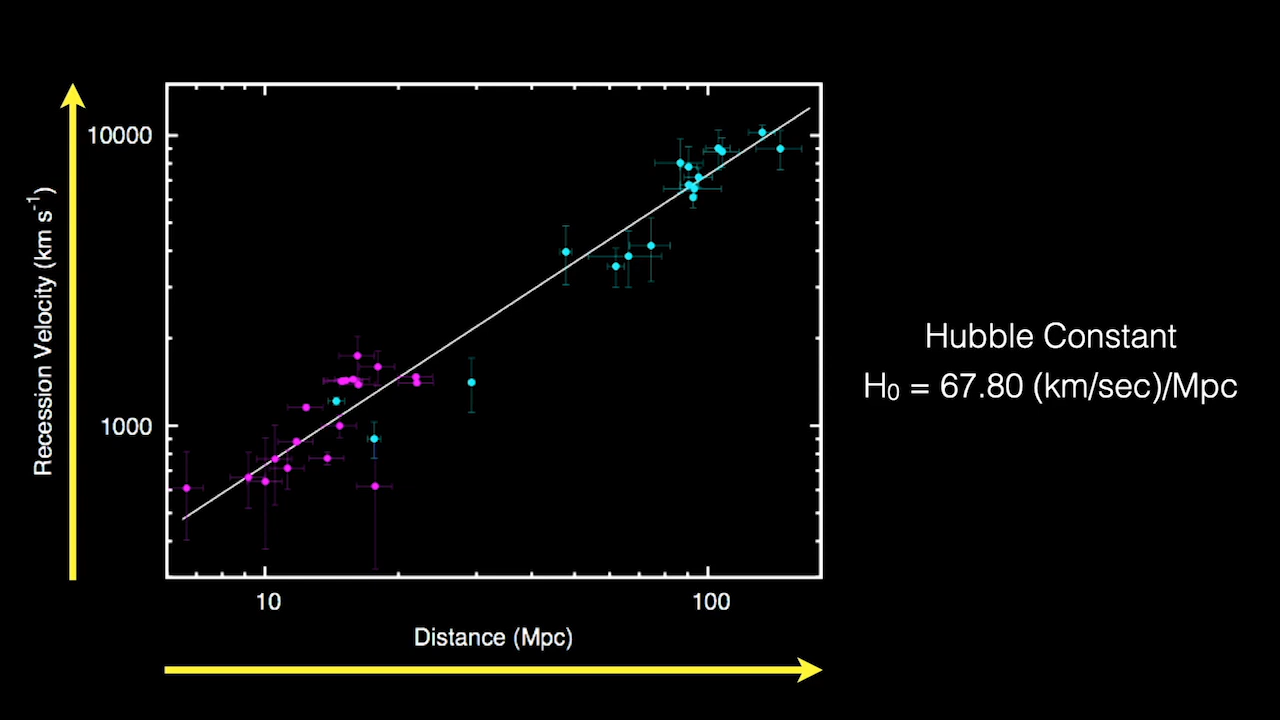 10000
1000
Recession Velocity (km s⁻¹)
10
100
Distance (Mpc)
Hubble Constant
H₀ = 67.80 (km/sec)/Mpc